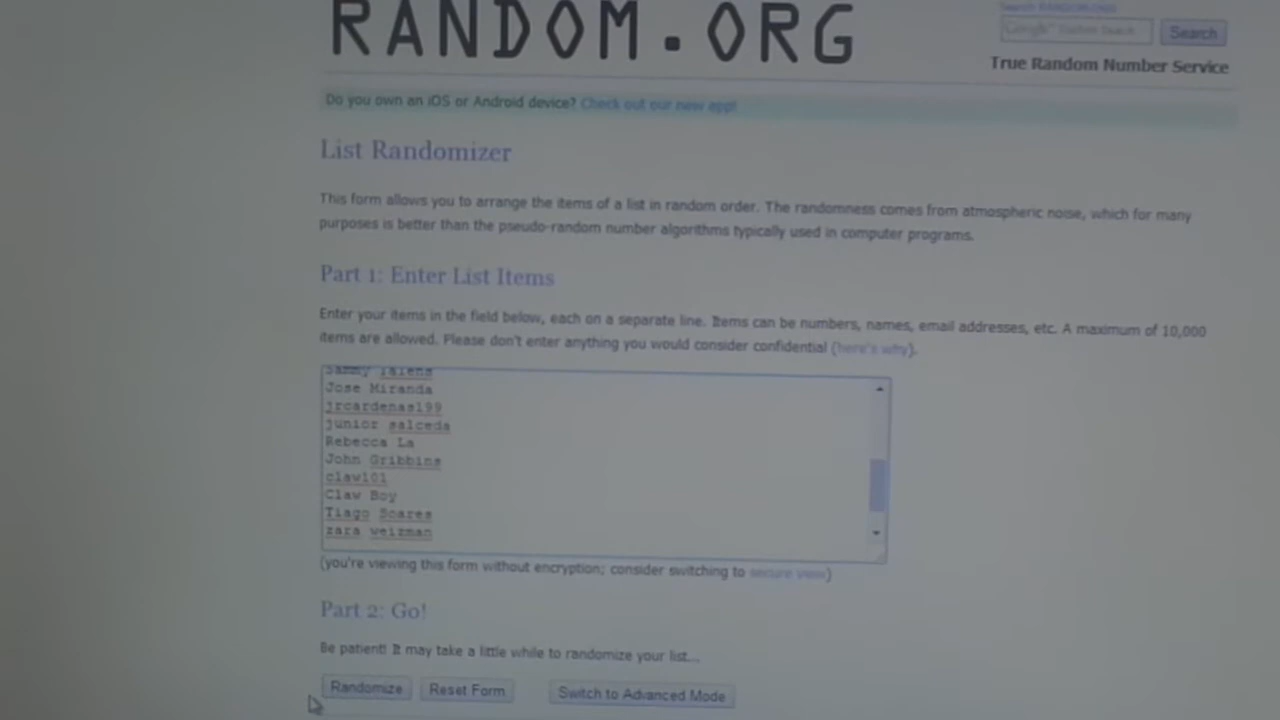 RANDOM.ORG
Search
True Random Number Service
Do you own an iOS or Android device? Check out our new app!
List Randomizer
This form allows you to arrange the items of a list in random order. The randomness comes from atmospheric noise, which for many
purposes is better than the pseudo-random number algorithms typically used in computer programs.
Part 1: Enter List Items
Enter your items in the field below, each on a separate line. Items can be numbers, names, email addresses, etc. A maximum of 10,000
items are allowed. Please don't enter anything you would consider confidential (here's why).
Jose Miranda
jrcardenas199
junior salceda
Rebecca La
John Gribbins
claw101
Claw Boy
Tiago Soares
zara weizman
(you're viewing this form without encryption; consider switching to secure view)
Part 2: Go!
Be patient! It may take a little while to randomize your list...
Randomize Reset Form Switch to Advanced Mode